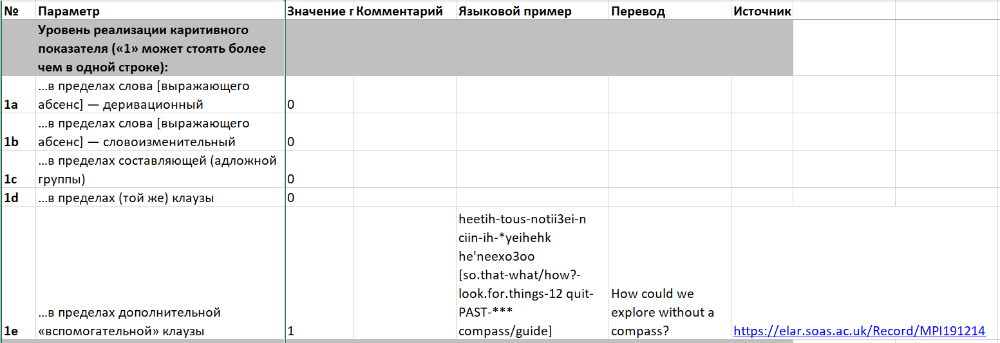 № Параметр Значение г Комментарий Языковой пример Перевод Источник
Уровень реализации каритивного
показателя («1» может стоять более
чем в одной строке):
...в пределах слова [выражающего
1a абсенс] — деривационный 0
...в пределах слова [выражающего
1b абсенс] — словоизменительный 0
...в пределах составляющей (адложной
1c группы) 0
1d ...в пределах (той же) клаузы 0
heetih-tous-notii3ei-n
ciin-ih-*yeihehk
he'neexo3oo
[so.that-what/how?-
look.for.things-12 quit-
PAST-***
compass/guide]
How could we
explore without a
compass?
...в пределах дополнительной
1e «вспомогательной» клаузы 1
https://elar.soas.ac.uk/Record/MPI191214